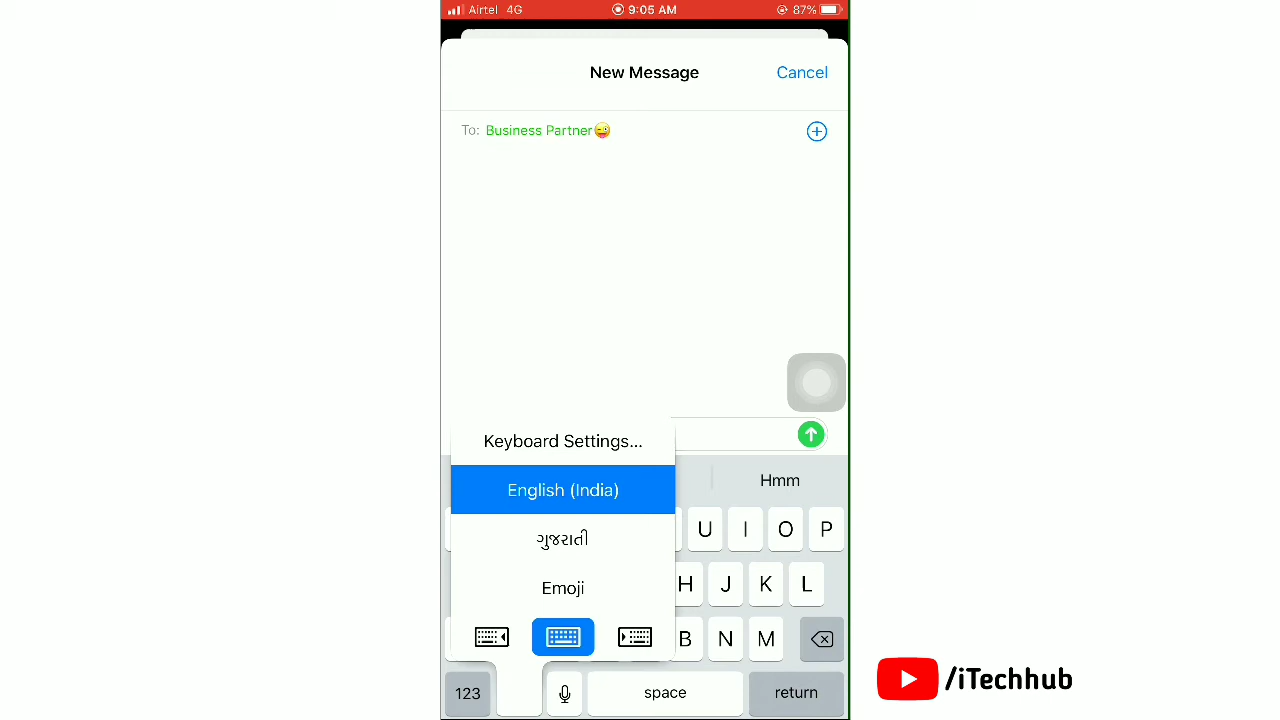 Airtel 4G 9:05 AM 87%
New Message Cancel
To: Business Partner😜
Keyboard Settings...
English (India)
Hmm
ગુજરાતી
U I O P
Emoji
H J K L
B N M
123 space return
/iTechhub